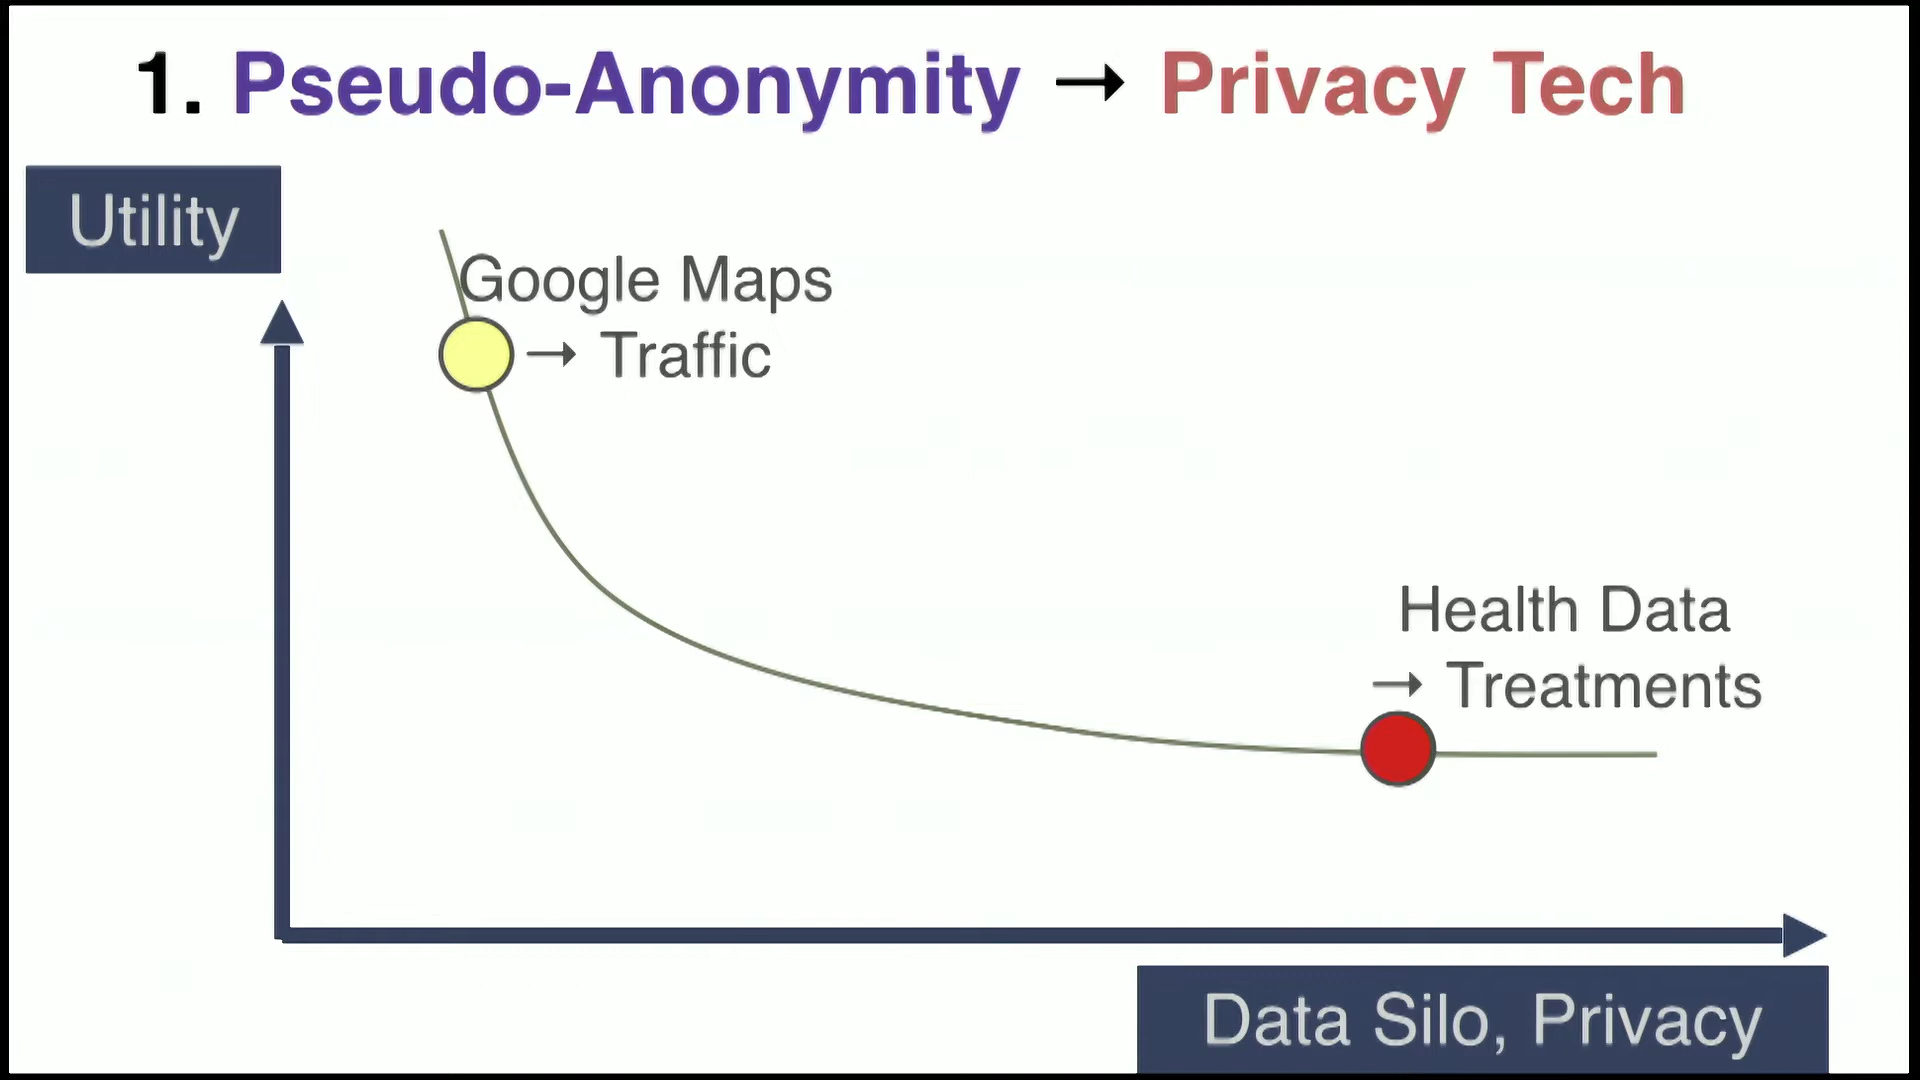 1. Pseudo-Anonymity → Privacy Tech
Utility
Google Maps
→ Traffic
Health Data
→ Treatments
Data Silo, Privacy